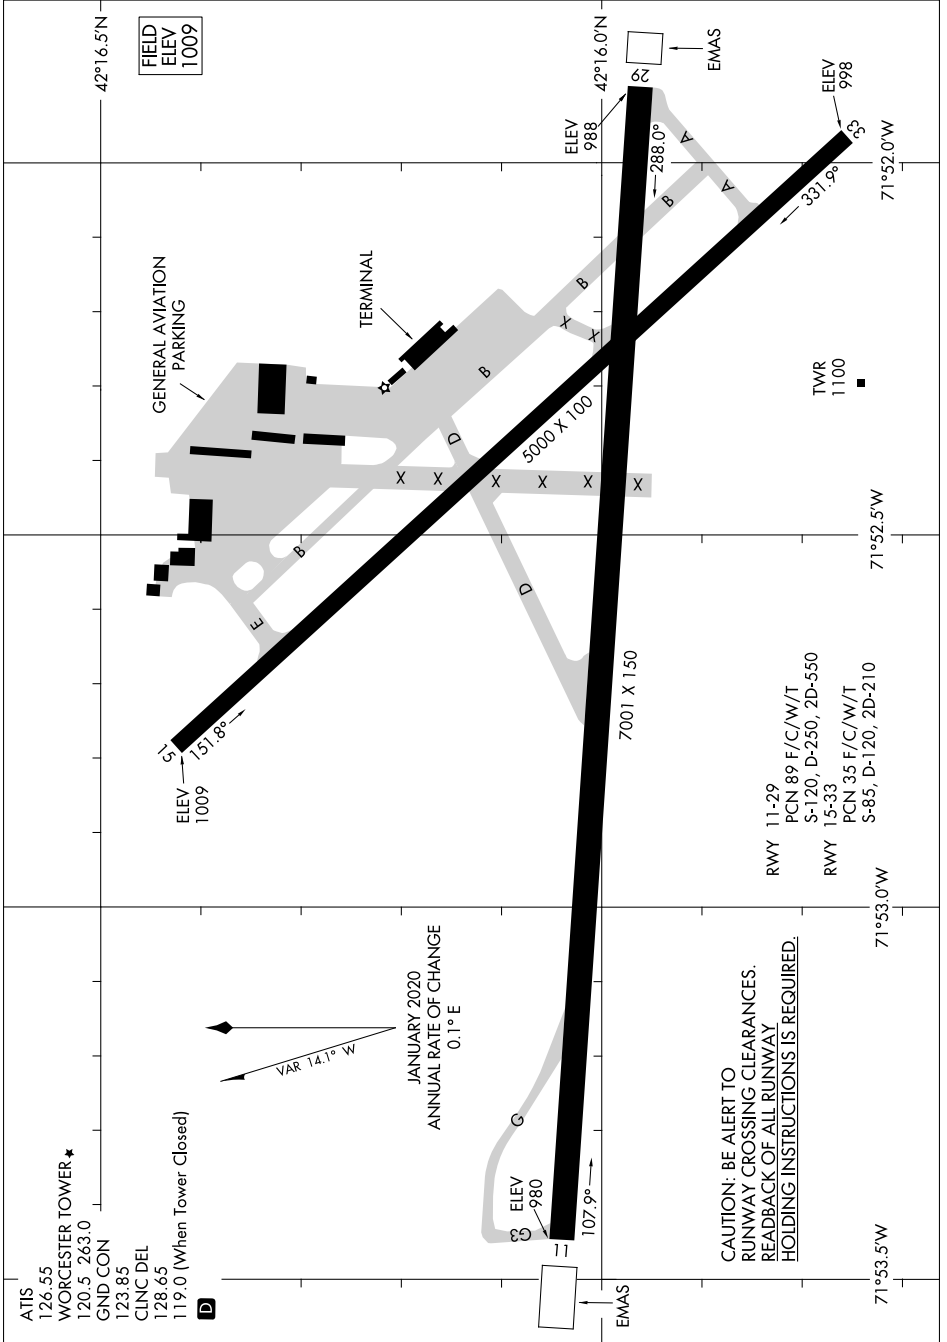 ATIS
126.55
WORCESTER TOWER★
120.5 263.0
GND CON
123.85
CLNC DEL
128.65
119.0 (When Tower Closed)
D
FIELD
ELEV
1009
42°16.5'N
42°16.0'N
GENERAL AVIATION
PARKING
TERMINAL
EMAS
29
ELEV
988
288.0°
ELEV
998
33
331.9°
71°52.0'W
A
A
B
B
B
B
X
X
D
D
X
X
X
X
X
X
E
5000 X 100
TWR
1100
71°52.5'W
15
151.8°
ELEV
1009
7001 X 150
RWY 11-29
PCN 89 F/C/W/T
S-120, D-250, 2D-550
RWY 15-33
PCN 35 F/C/W/T
S-85, D-120, 2D-210
71°53.0'W
VAR 14.1° W
JANUARY 2020
ANNUAL RATE OF CHANGE
0.1° E
G
G3
ELEV
980
11
107.9°
EMAS
CAUTION: BE ALERT TO
RUNWAY CROSSING CLEARANCES.
READBACK OF ALL RUNWAY
HOLDING INSTRUCTIONS IS REQUIRED.
71°53.5'W